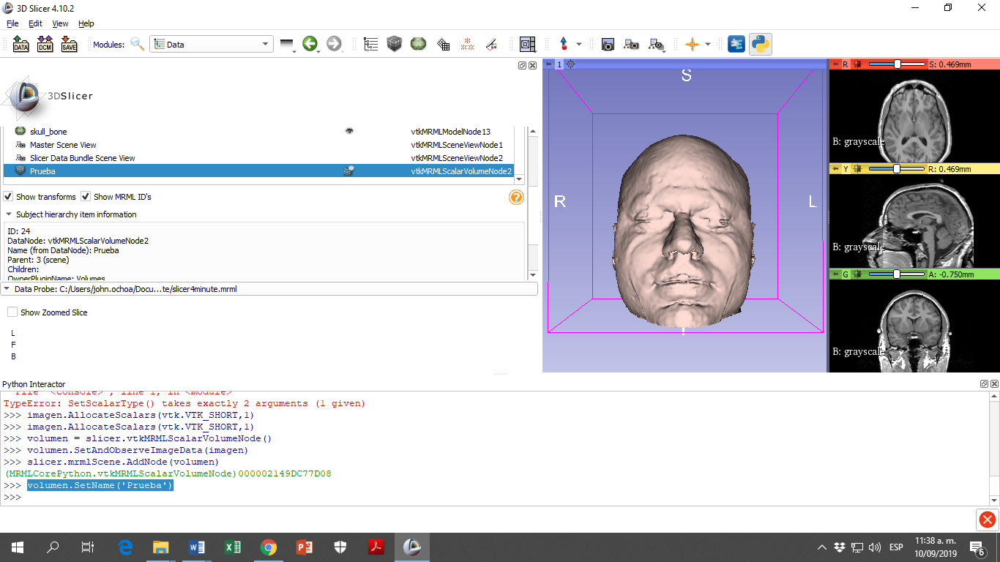 3D Slicer 4.10.2
File Edit View Help
DATA DCM SAVE Modules: Data
1
R S: 0.469mm
3DSlicer
S
R
L
I
B: grayscale
Y R: 0.469mm
B: grayscale
G A: -0.750mm
B: grayscale
skull_bone vtkMRMLModelNode13
Master Scene View vtkMRMLSceneViewNode1
Slicer Data Bundle Scene View vtkMRMLSceneViewNode2
Prueba vtkMRMLScalarVolumeNode2
Show transforms Show MRML ID's
?
Subject hierarchy item information
ID: 24
DataNode: vtkMRMLScalarVolumeNode2
Name (from DataNode): Prueba
Parent: 3 (scene)
Children:
OwnerPluginName: Volumes
Data Probe: C:/Users/john.ochoa/Docu...te/slicer4minute.mrml
Show Zoomed Slice
L
F
B
Python Interactor
File "<console>", line 1, in <module>
TypeError: SetScalarType() takes exactly 2 arguments (1 given)
>>> imagen.AllocateScalars(vtk.VTK_SHORT,1)
>>> imagen.AllocateScalars(vtk.VTK_SHORT,1)
>>> volumen = slicer.vtkMRMLScalarVolumeNode()
>>> volumen.SetAndObserveImageData(imagen)
>>> slicer.mrmlScene.AddNode(volumen)
(MRMLCorePython.vtkMRMLScalarVolumeNode)000002149DC77D08
>>> volumen.SetName('Prueba')
>>>
ESP 11:38 a. m.
10/09/2019
6